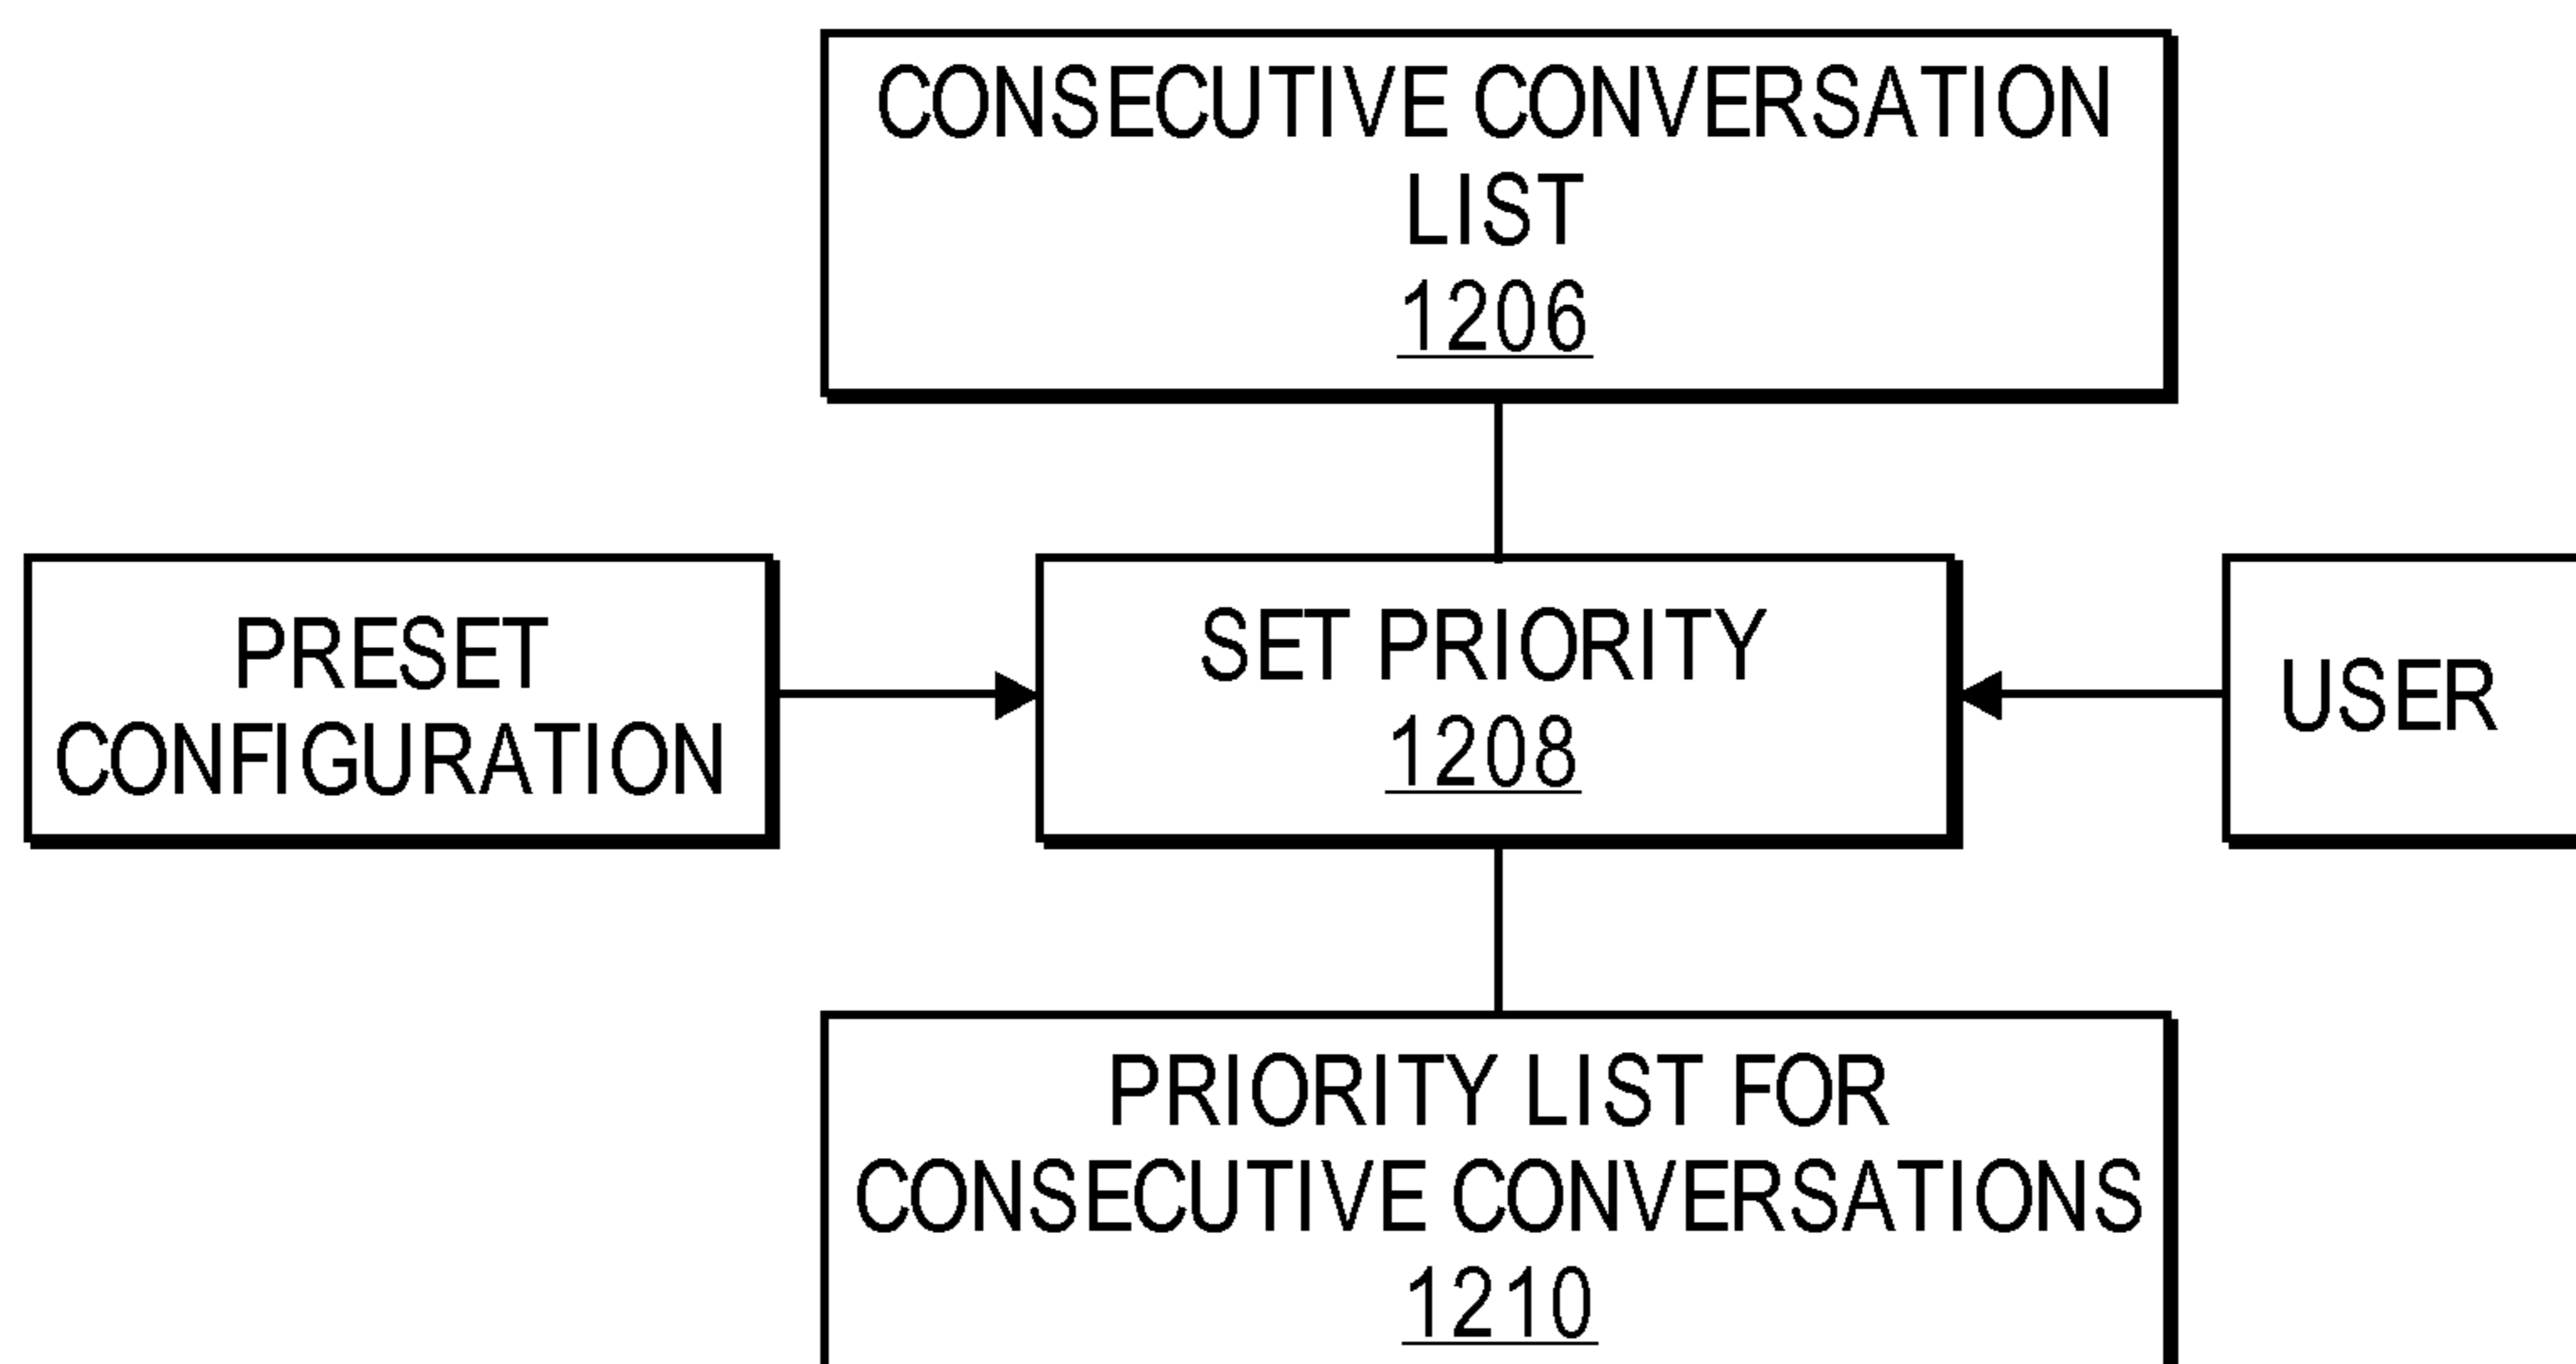 CONSECUTIVE CONVERSATION
LIST
1206
PRESET
CONFIGURATION
SET PRIORITY
1208
USER
PRIORITY LIST FOR
CONSECUTIVE CONVERSATIONS
1210